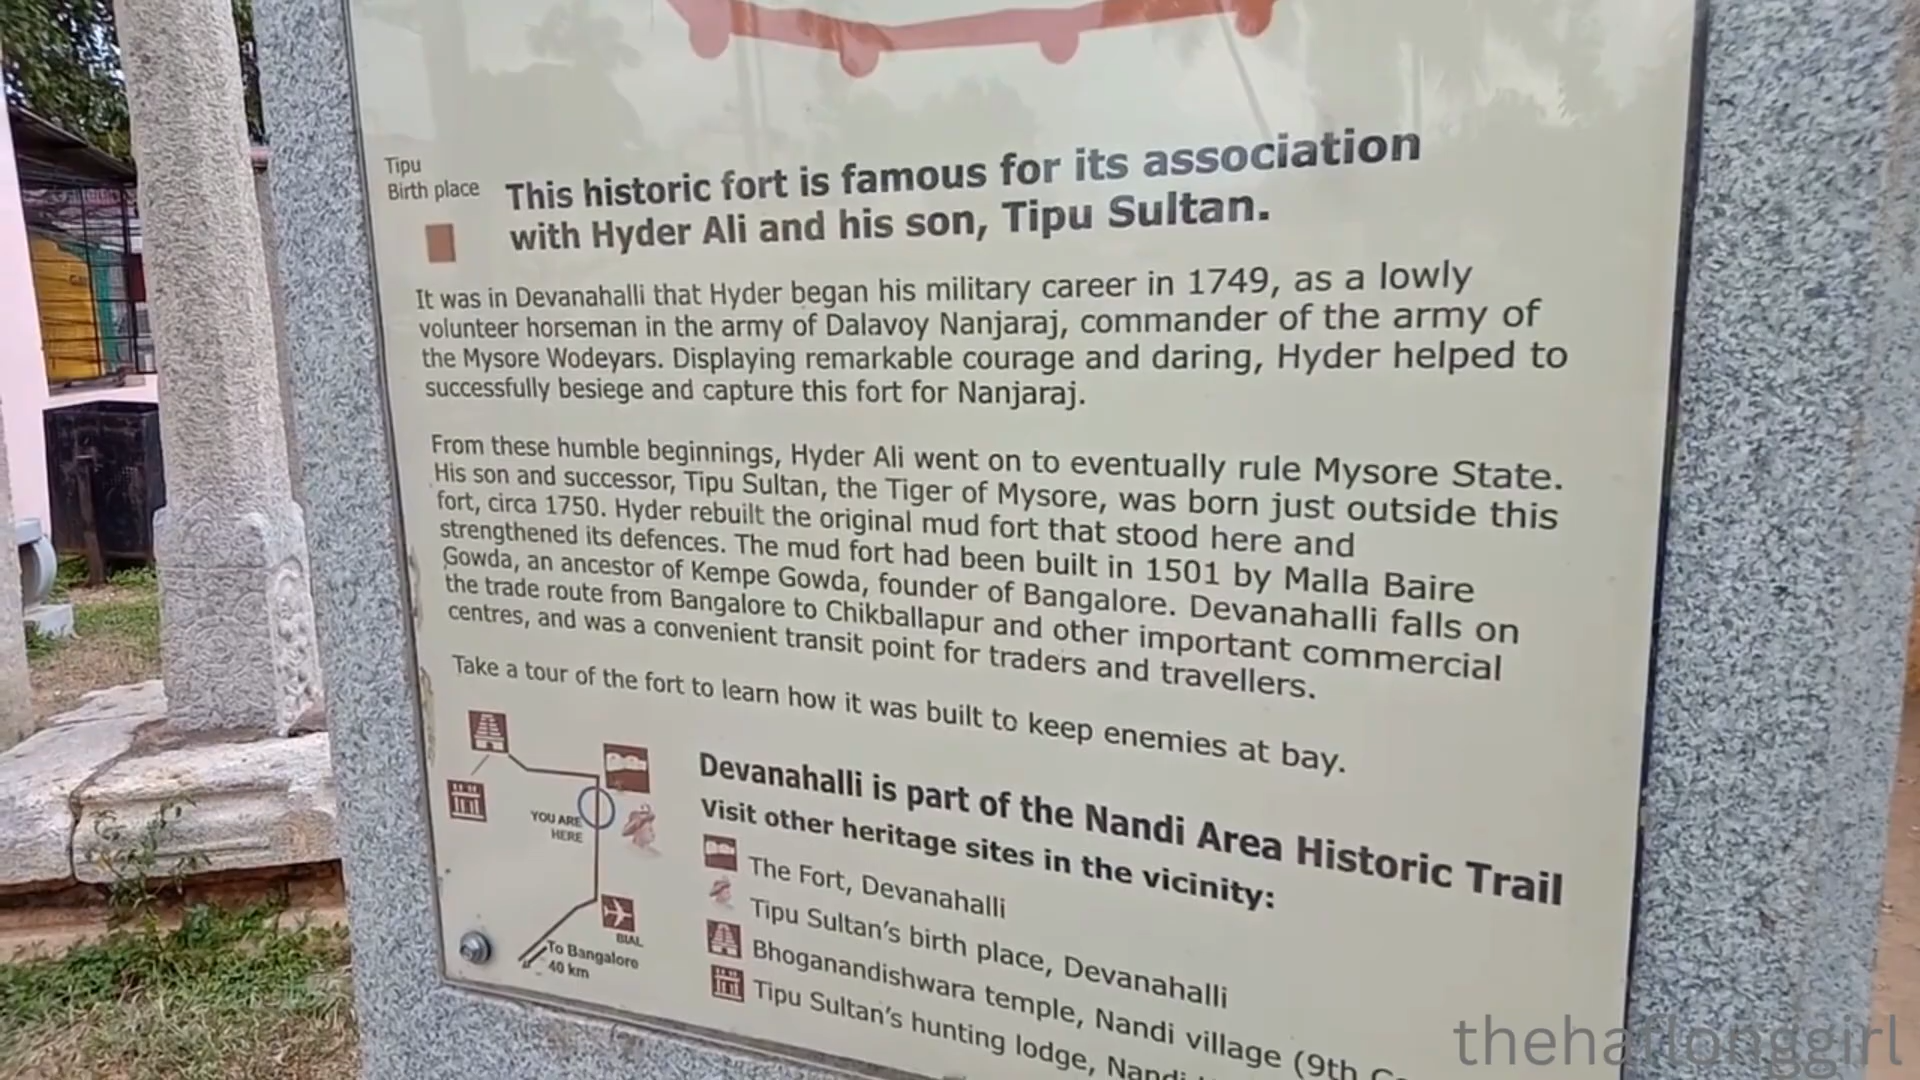 Tipu
Birth place
This historic fort is famous for its association
with Hyder Ali and his son, Tipu Sultan.
It was in Devanahalli that Hyder began his military career in 1749, as a lowly
volunteer horseman in the army of Dalavoy Nanjaraj, commander of the army of
the Mysore Wodeyars. Displaying remarkable courage and daring, Hyder helped to
successfully besiege and capture this fort for Nanjaraj.
From these humble beginnings, Hyder Ali went on to eventually rule Mysore State.
His son and successor, Tipu Sultan, the Tiger of Mysore, was born just outside this
fort, circa 1750. Hyder rebuilt the original mud fort that stood here and
strengthened its defences. The mud fort had been built in 1501 by Malla Baire
Gowda, an ancestor of Kempe Gowda, founder of Bangalore. Devanahalli falls on
the trade route from Bangalore to Chikballapur and other important commercial
centres, and was a convenient transit point for traders and travellers.
Take a tour of the fort to learn how it was built to keep enemies at bay.
YOU ARE
HERE
BIAL
To Bangalore
40 km
Devanahalli is part of the Nandi Area Historic Trail
Visit other heritage sites in the vicinity:
The Fort, Devanahalli
Tipu Sultan's birth place, Devanahalli
Bhoganandishwara temple, Nandi village (9th
Tipu Sultan's hunting lodge, Nandi
thehaflonggirl